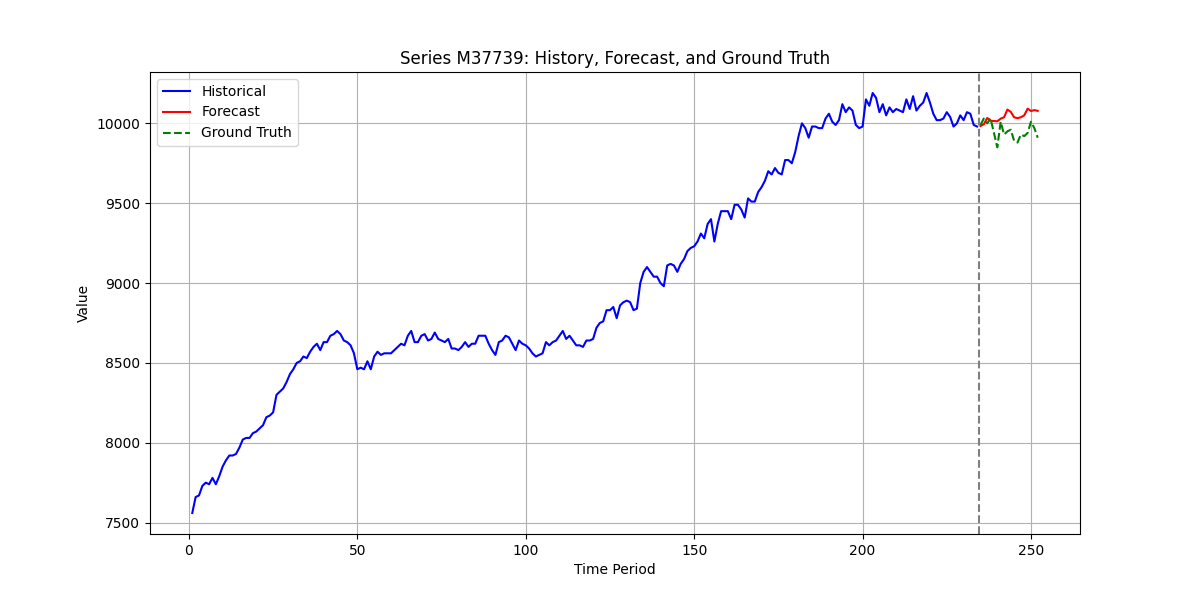 Series M37739: History, Forecast, and Ground Truth
Historical
Forecast
Ground Truth
10000
9500
9000
8500
8000
7500
Value
0 50 100 150 200 250
Time Period